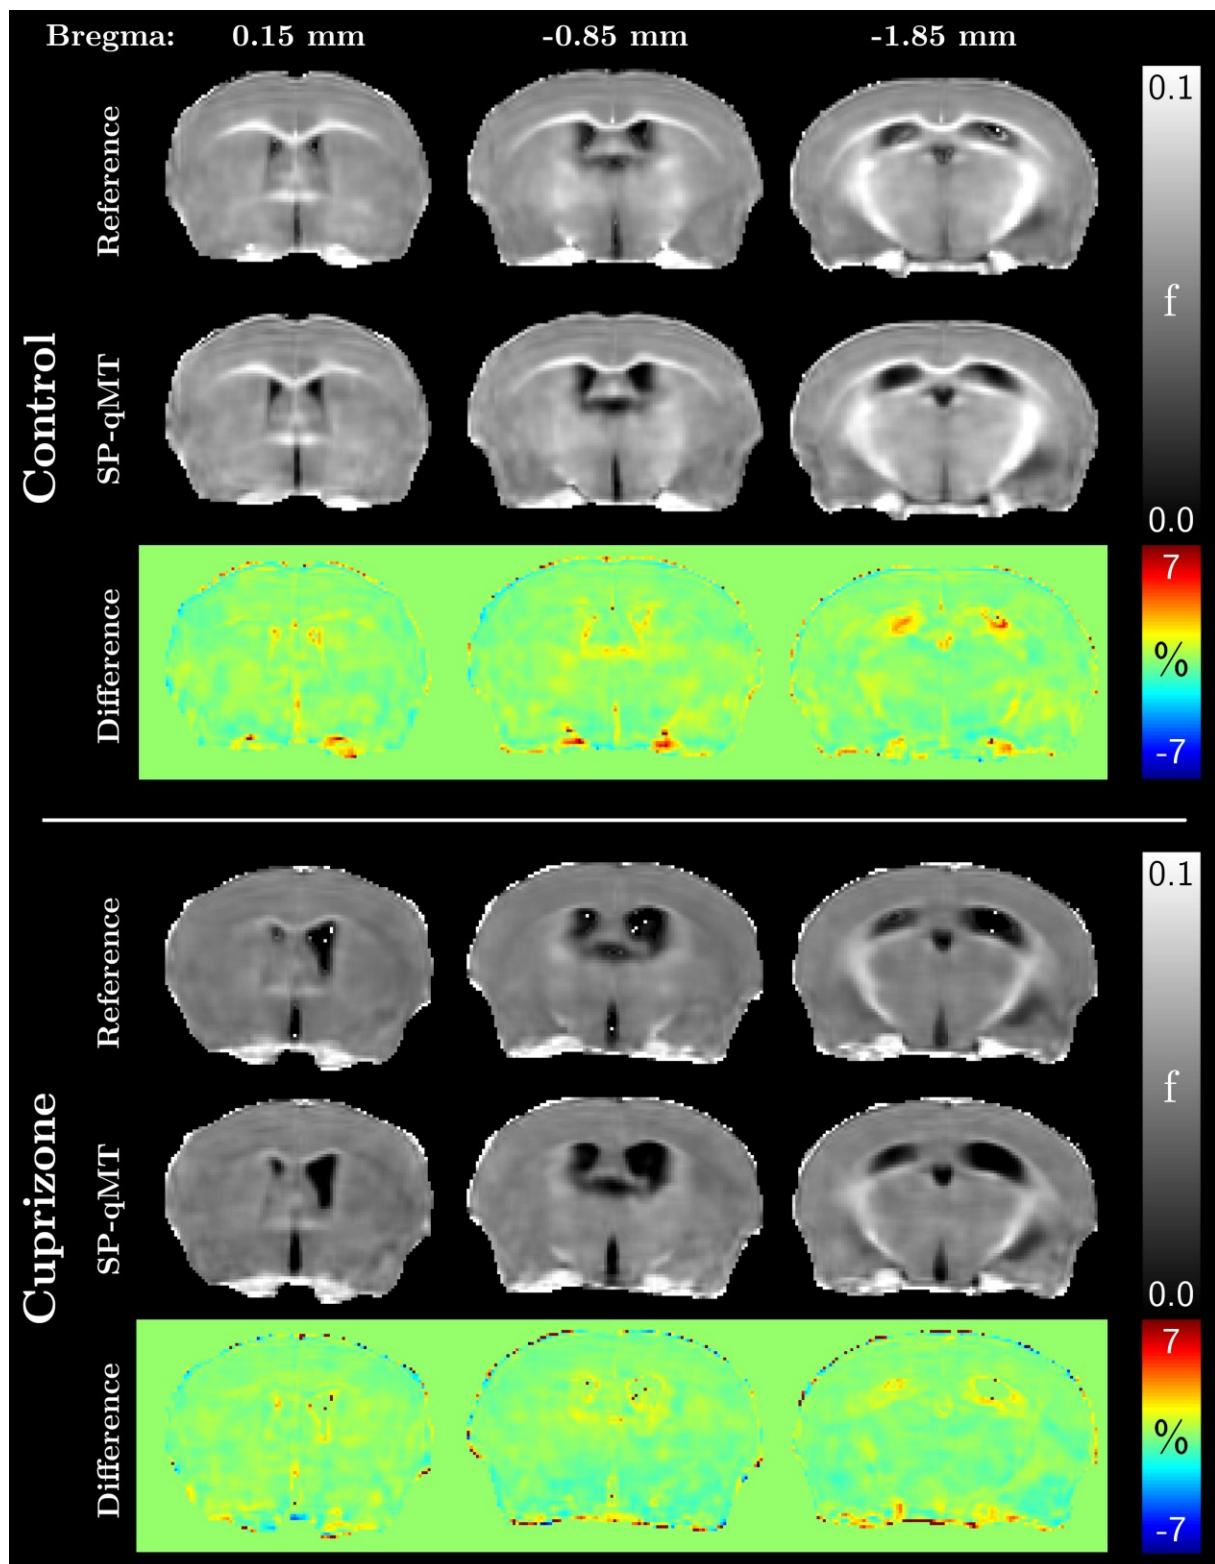 Bregma: 0.15 mm -0.85 mm -1.85 mm
Control
Reference
0.1
f
0.0
SP-qMT
Difference
7
%
-7
Cuprizone
Reference
0.1
f
0.0
SP-qMT
Difference
7
%
-7